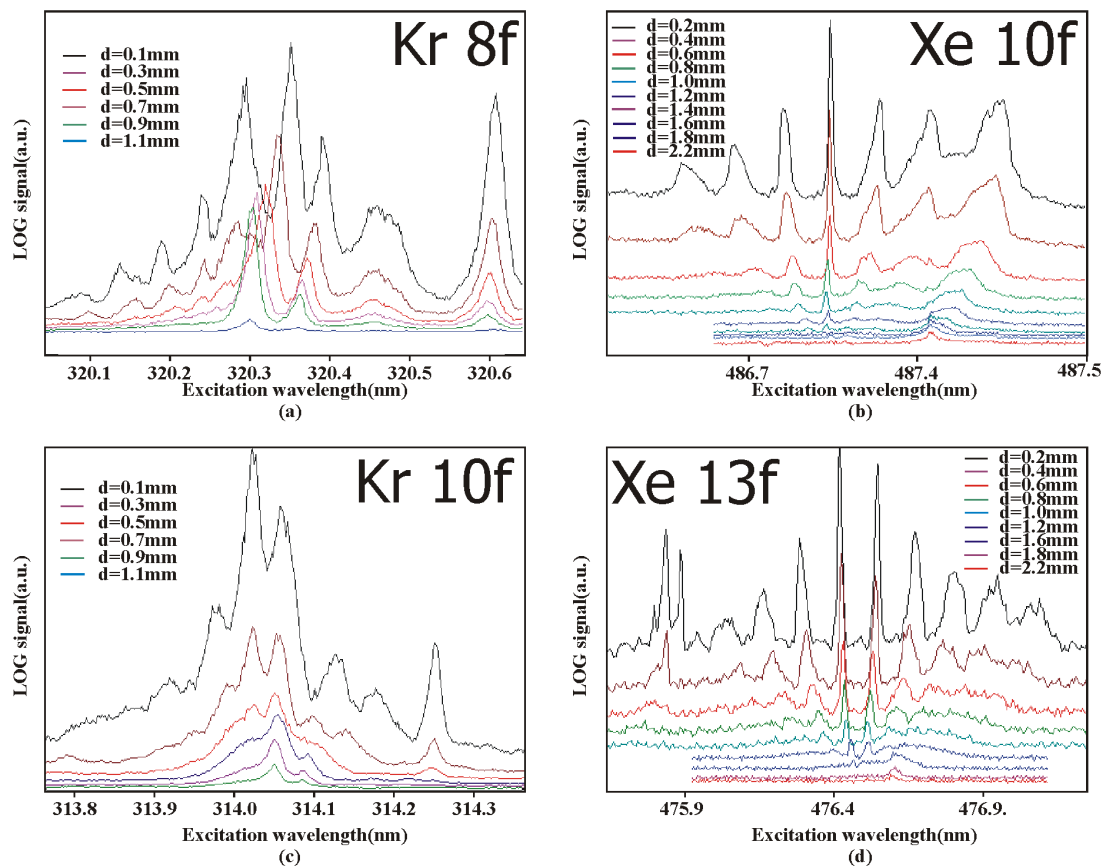 Kr 8f
d=0.1mm
d=0.3mm
d=0.5mm
d=0.7mm
d=0.9mm
d=1.1mm
LOG signal(a.u.)
320.1 320.2 320.3 320.4 320.5 320.6
Excitation wavelength(nm)
(a)
Xe 10f
d=0.2mm
d=0.4mm
d=0.6mm
d=0.8mm
d=1.0mm
d=1.2mm
d=1.4mm
d=1.6mm
d=1.8mm
d=2.2mm
LOG signal(a.u.)
486.7 487.4 487.5
Excitation wavelength(nm)
(b)
Kr 10f
d=0.1mm
d=0.3mm
d=0.5mm
d=0.7mm
d=0.9mm
d=1.1mm
LOG signal(a.u.)
313.8 313.9 314.0 314.1 314.2 314.3
Excitation wavelength(nm)
(c)
Xe 13f
d=0.2mm
d=0.4mm
d=0.6mm
d=0.8mm
d=1.0mm
d=1.2mm
d=1.6mm
d=1.8mm
d=2.2mm
LOG signal(a.u.)
475.9 476.4 476.9.
Excitation wavelength(nm)
(d)